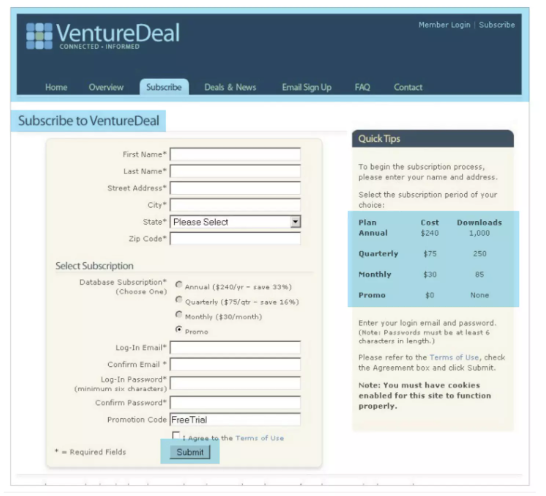 VentureDeal
CONNECTED • INFORMED
Member Login | Subscribe
Home Overview Subscribe Deals & News Email Sign Up FAQ Contact
Subscribe to VentureDeal
First Name*
Last Name*
Street Address*
City*
State* Please Select
Zip Code*
Select Subscription
Database Subscription*
(Choose One)
Annual ($240/yr - save 33%)
Quarterly ($75/qtr - save 16%)
Monthly ($30/month)
Promo
Log-In Email*
Confirm Email *
Log-In Password*
(minimum six characters)
Confirm Password*
Promotion Code FreeTrial
I Agree to the Terms of Use
* = Required Fields
Submit
Quick Tips
To begin the subscription process,
please enter your name and address.
Select the subscription period of your
choice:
Plan Cost Downloads
Annual $240 1,000
Quarterly $75 250
Monthly $30 85
Promo $0 None
Enter your login email and password.
(Note: Passwords must be at least 6
characters in length.)
Please refer to the Terms of Use, check
the Agreement box and click Submit.
Note: You must have cookies
enabled for this site to function
properly.